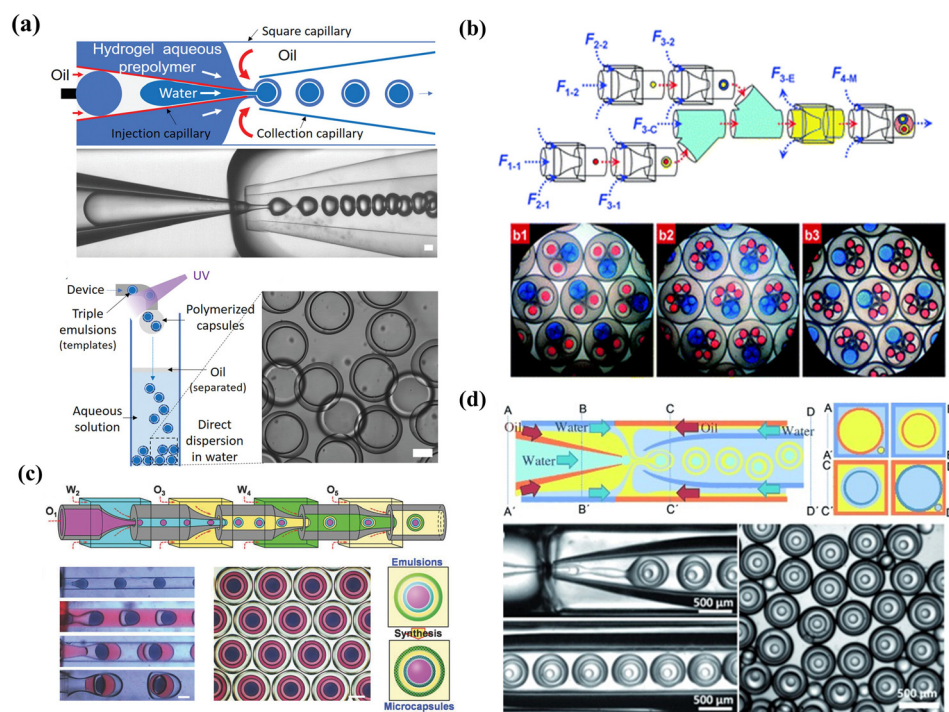 (a)
Square capillary
Hydrogel aqueous
prepolymer
Oil
Oil
Water
Injection capillary
Collection capillary
UV
Device
Triple
emulsions
(templates)
Polymerized
capsules
Oil
(separated)
Aqueous
solution
Direct
dispersion
in water
(b)
F2-2
F3-2
F1-2
F3-E
F4-M
F3-C
F1-1
F2-1
F3-1
b1
b2
b3
(c)
W2
O3
W4
O5
O1
Emulsions
Synthesis
Microcapsules
(d)
A
B
C
D
Oil
Water
Oil
Water
Water
A´
B´
C´
D´
A
A´
C
C´
500 µm
500 µm
500 µm